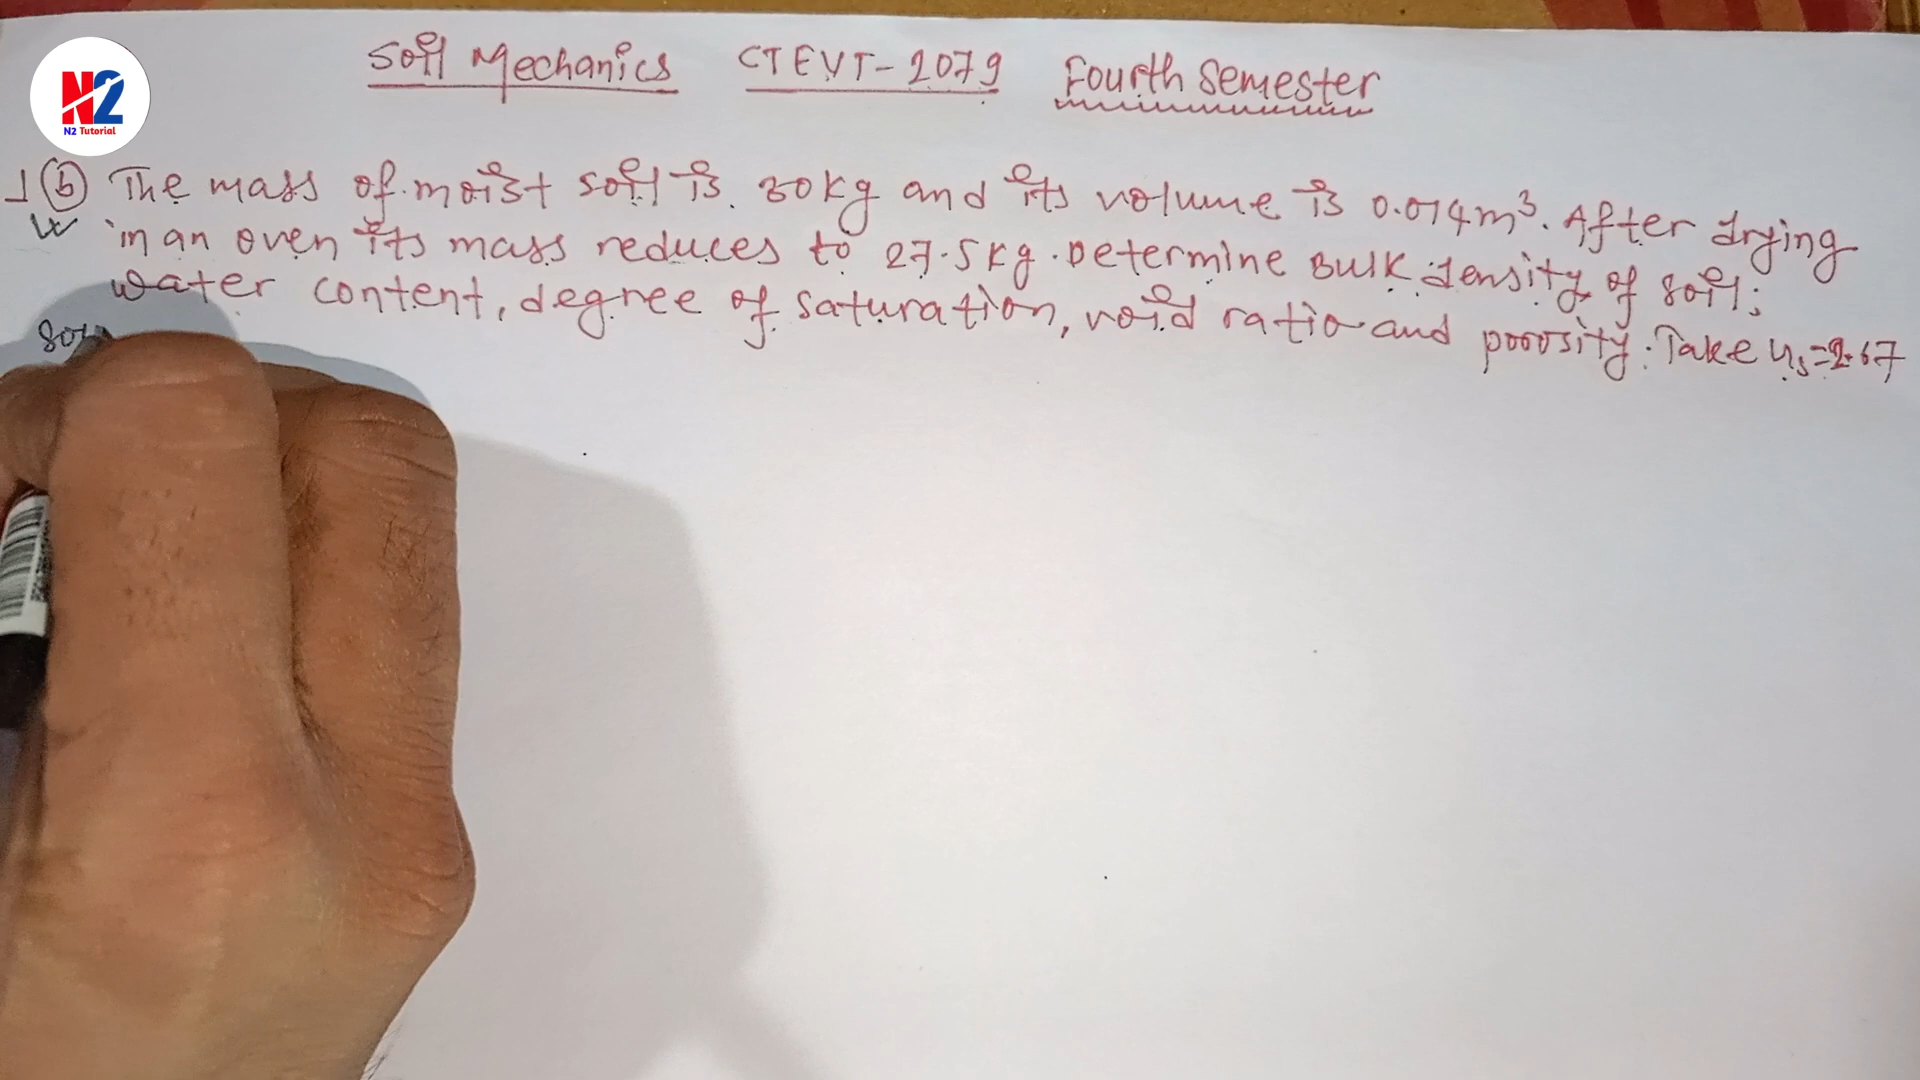 Soil Mechanics CTEVT-2079 Fourth Semester
N2
N2 Tutorial
1(b) The mass of moist soil is 30kg and its volume is 0.014m³. After drying
in an oven its mass reduces to 27.5kg. Determine Bulk density of soil;
water content, degree of saturation, void ratio and porosity. Take Gs=2.67